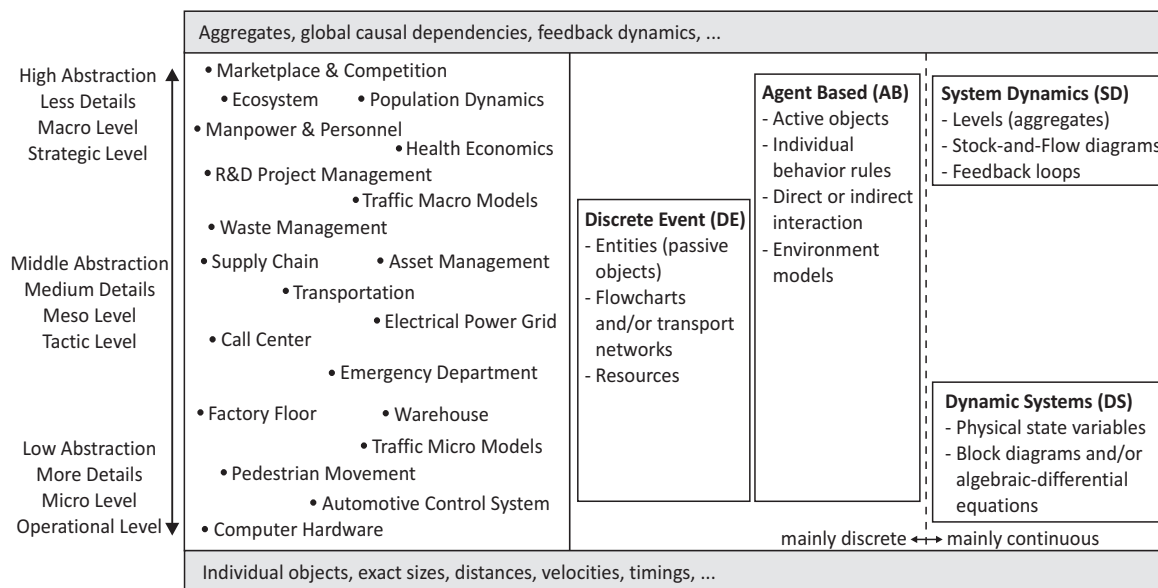 Aggregates, global causal dependencies, feedback dynamics, ...
High Abstraction
Less Details
Macro Level
Strategic Level
Middle Abstraction
Medium Details
Meso Level
Tactic Level
Low Abstraction
More Details
Micro Level
Operational Level
• Marketplace & Competition
• Ecosystem • Population Dynamics
• Manpower & Personnel
• Health Economics
• R&D Project Management
• Traffic Macro Models
• Waste Management
• Supply Chain • Asset Management
• Transportation
• Electrical Power Grid
• Call Center
• Emergency Department
• Factory Floor • Warehouse
• Traffic Micro Models
• Pedestrian Movement
• Automotive Control System
• Computer Hardware
Discrete Event (DE)
- Entities (passive
objects)
- Flowcharts
and/or transport
networks
- Resources
Agent Based (AB)
- Active objects
- Individual
behavior rules
- Direct or indirect
interaction
- Environment
models
System Dynamics (SD)
- Levels (aggregates)
- Stock-and-Flow diagrams
- Feedback loops
Dynamic Systems (DS)
- Physical state variables
- Block diagrams and/or
algebraic-differential
equations
mainly discrete mainly continuous
Individual objects, exact sizes, distances, velocities, timings, ...